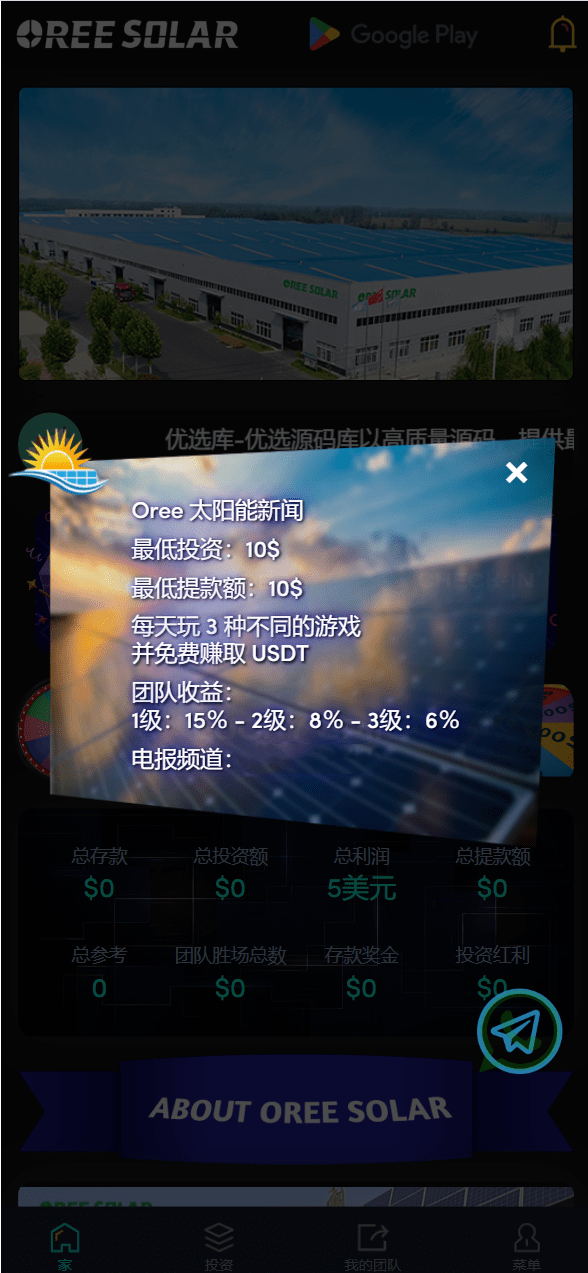 OREE SOLAR
Google Play
OREE SOLAR
OREE SOLAR
优选库-优选源码库以高质量源码、提供最
Oree 太阳能新闻
最低投资：10$
最低提款额：10$
每天玩 3 种不同的游戏
并免费赚取 USDT
团队收益：
1级：15% - 2级：8% - 3级：6%
电报频道：
总存款 总投资额 总利润 总提款额
$0 $0 5美元 $0
总参考 团队胜场总数 存款奖金 投资红利
0 $0 $0 $0
ABOUT OREE SOLAR
OREE SOLAR
家 投资 我的团队 菜单